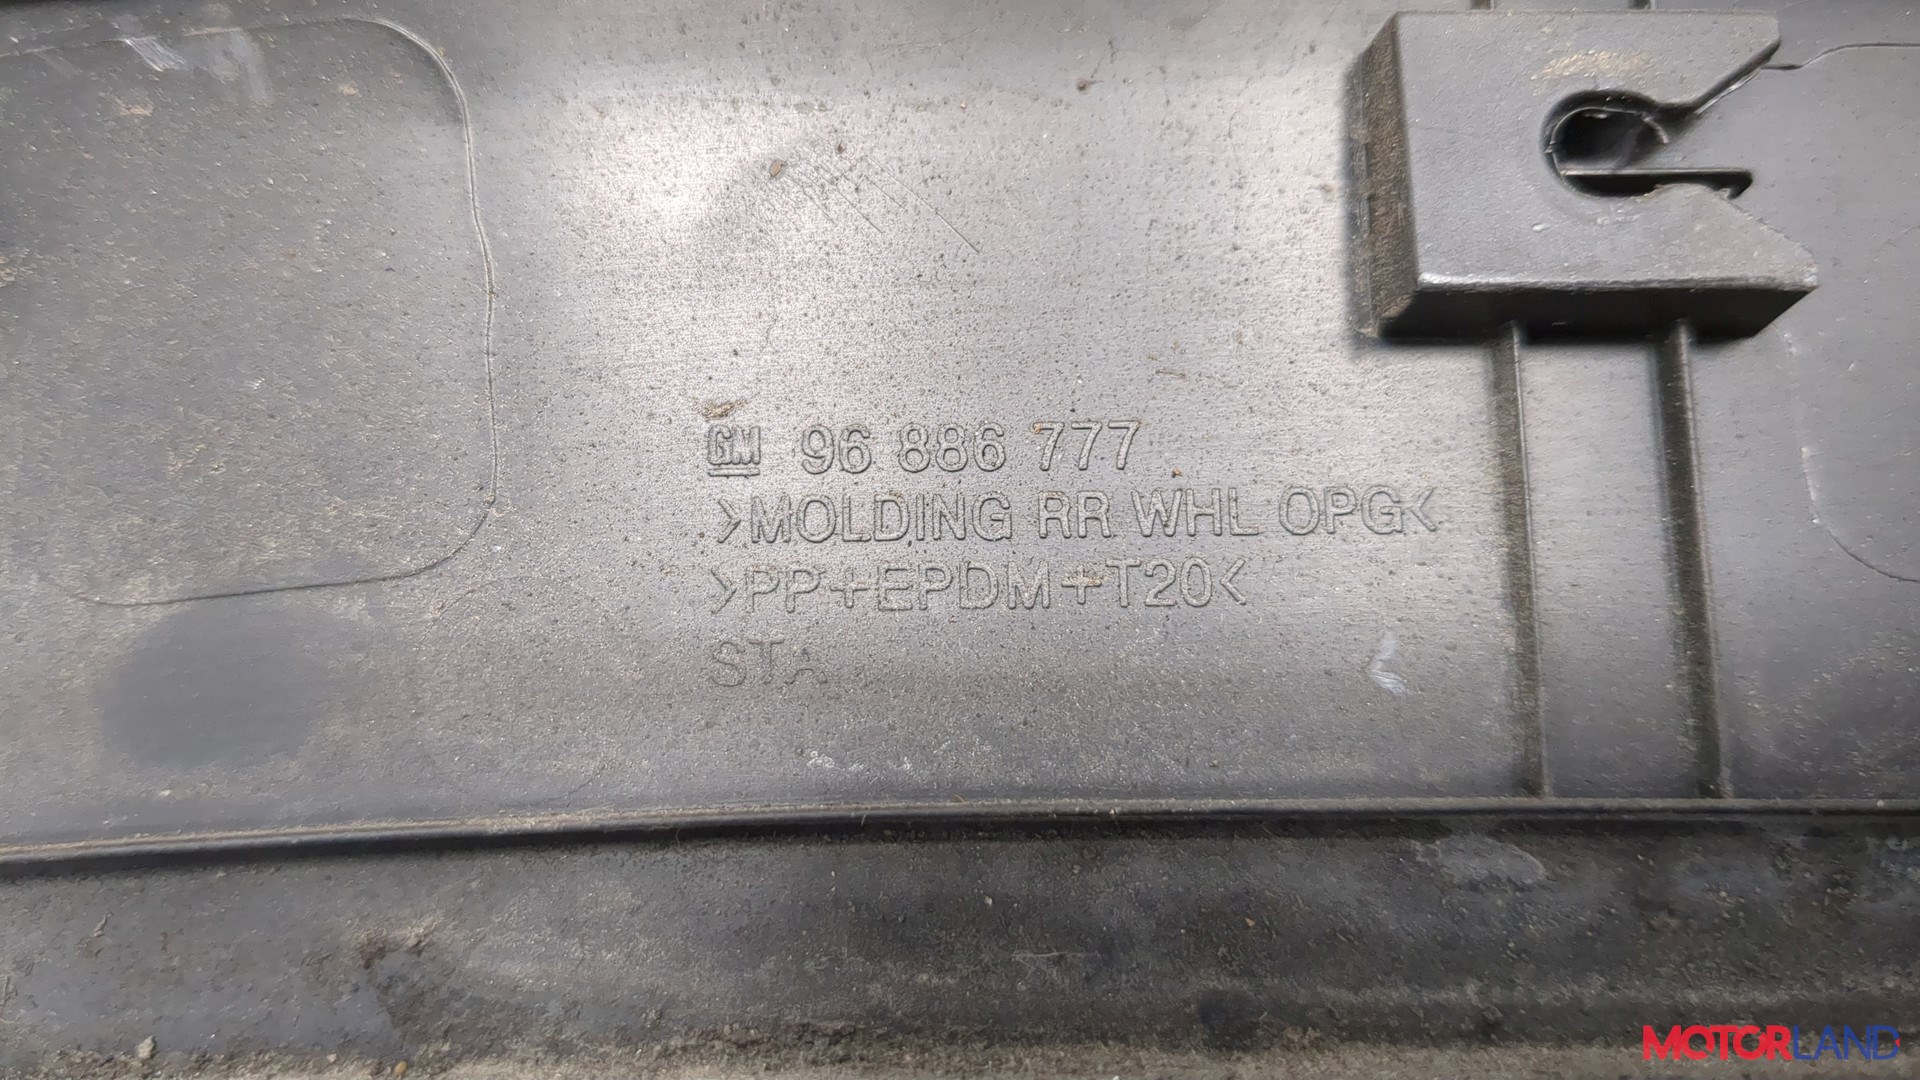 GM 96 886 777
>MOLDING RR WHL OPG<
>PP+EPDM+T20<
STA
MOTORLAND